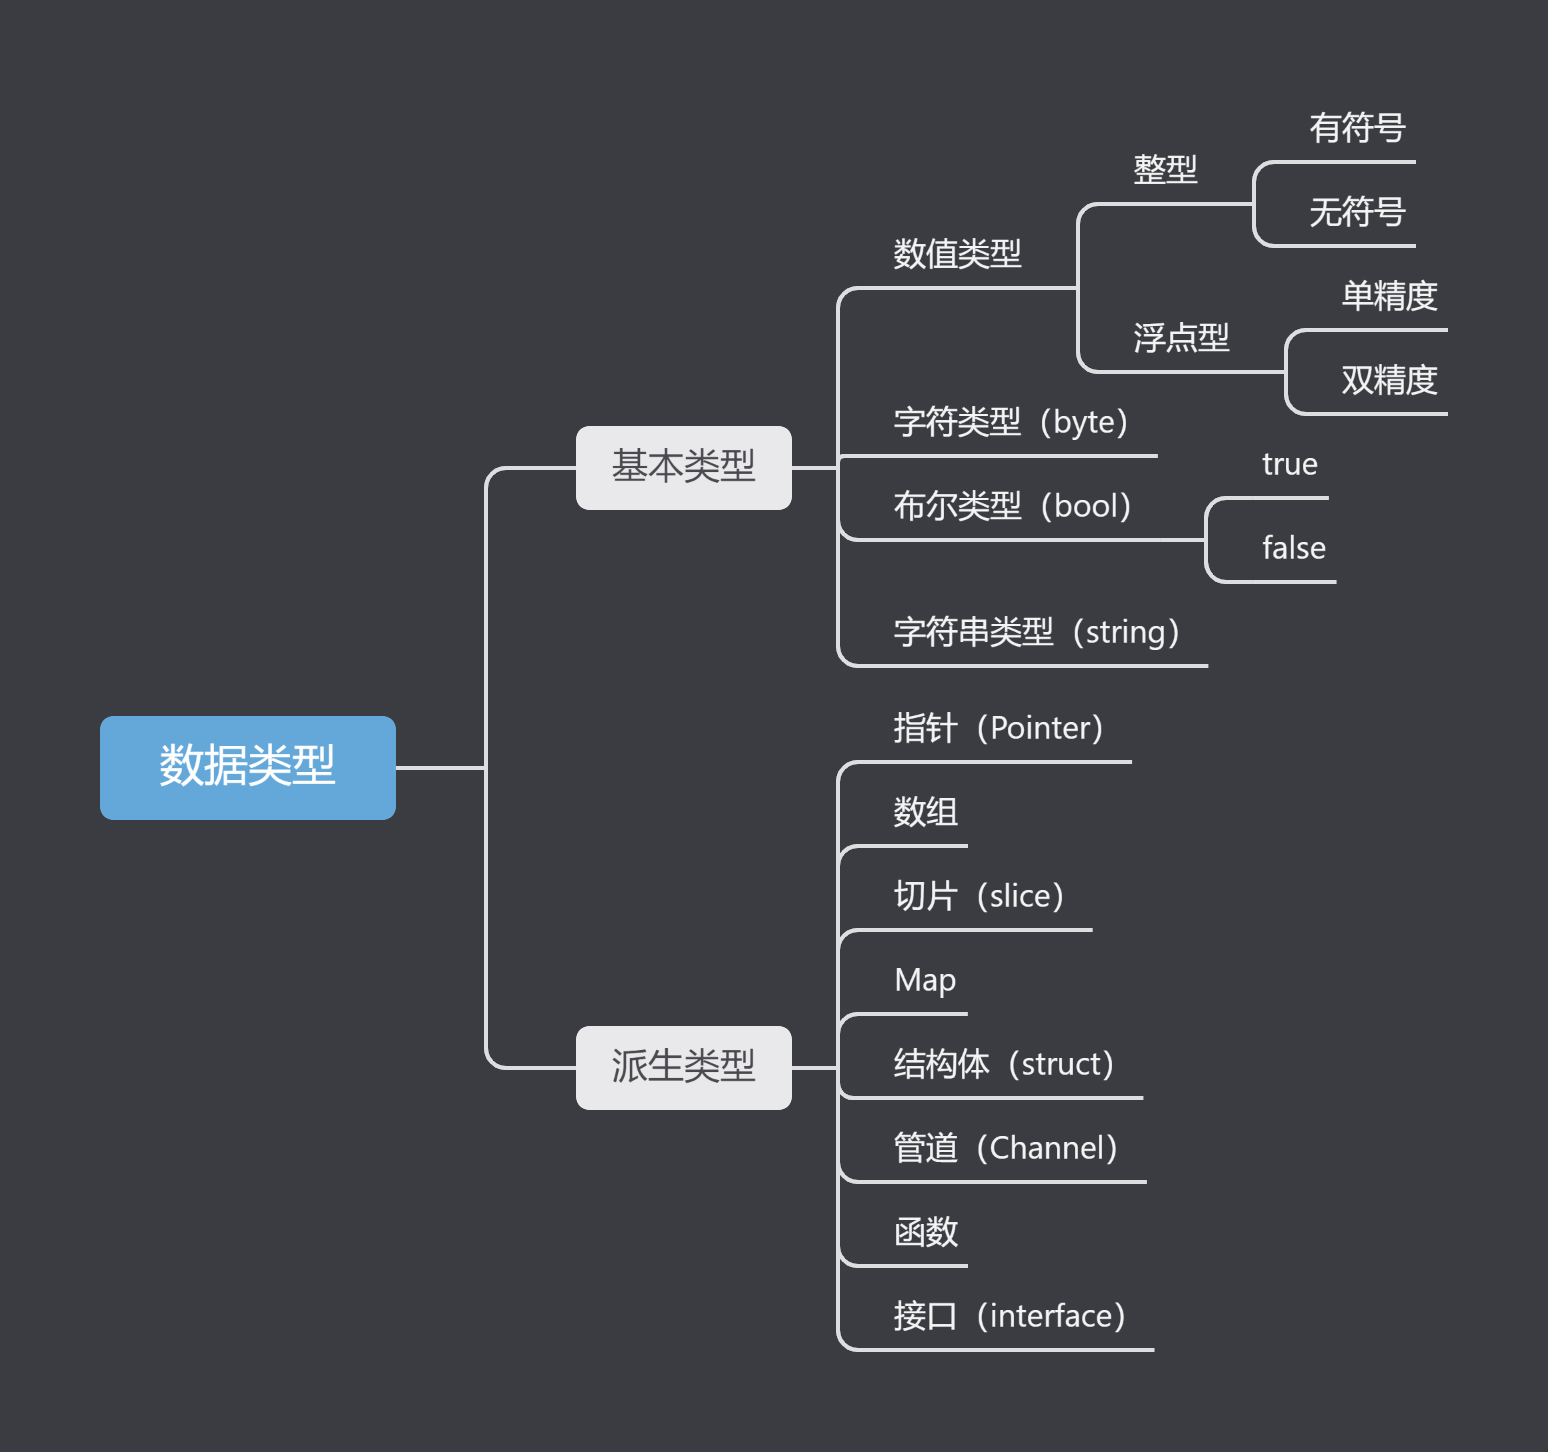 数据类型
基本类型
数值类型
整型
有符号
无符号
浮点型
单精度
双精度
字符类型（byte）
布尔类型（bool）
true
false
字符串类型（string）
派生类型
指针（Pointer）
数组
切片（slice）
Map
结构体（struct）
管道（Channel）
函数
接口（interface）